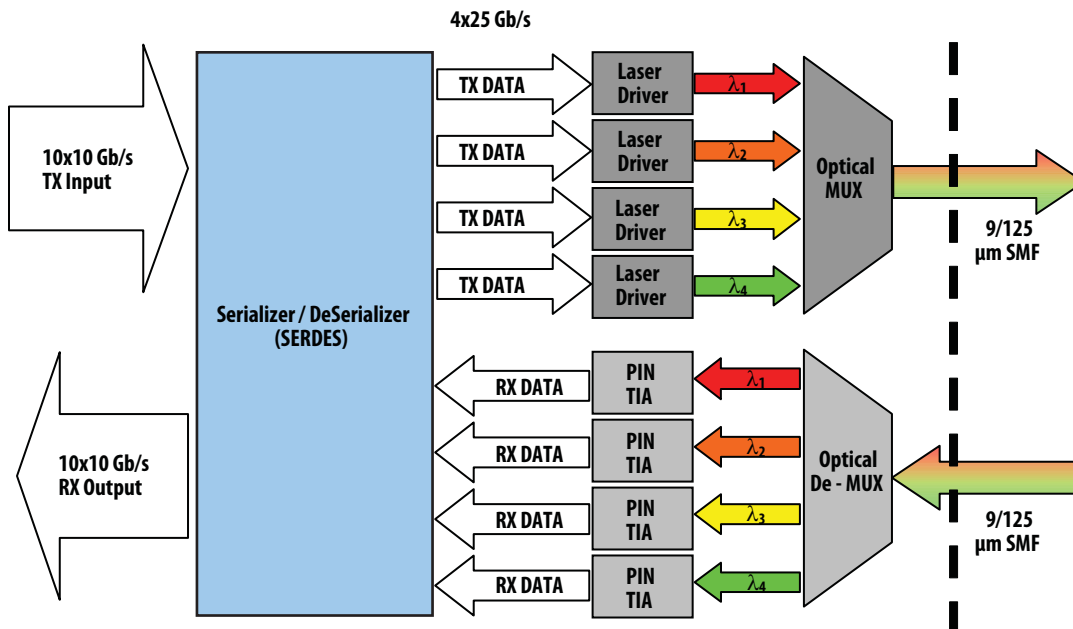 4x25 Gb/s
10x10 Gb/s
TX Input
Serializer / DeSerializer
(SERDES)
10x10 Gb/s
RX Output
TX DATA
Laser
Driver
λ1
TX DATA
Laser
Driver
λ2
TX DATA
Laser
Driver
λ3
TX DATA
Laser
Driver
λ4
Optical
MUX
9/125
µm SMF
RX DATA
PIN
TIA
λ1
RX DATA
PIN
TIA
λ2
RX DATA
PIN
TIA
λ3
RX DATA
PIN
TIA
λ4
Optical
De - MUX
9/125
µm SMF